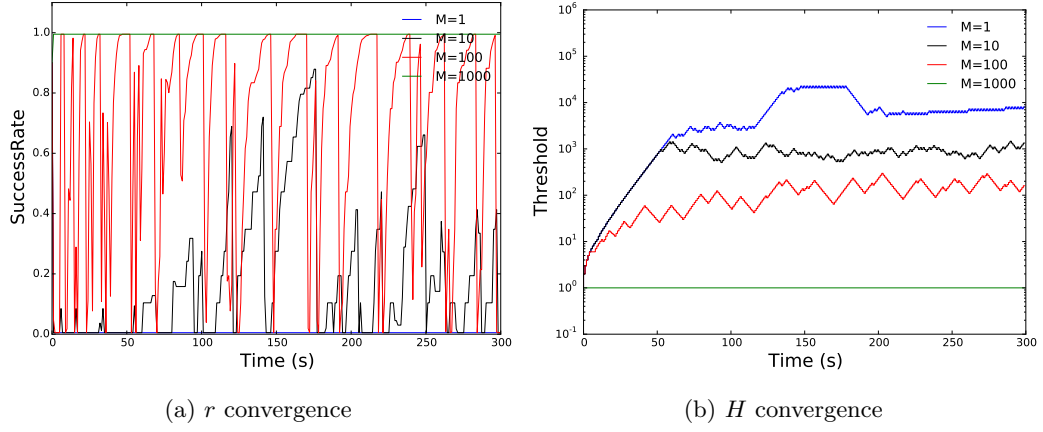 M=1
M=10
M=100
M=1000
1.0
0.8
0.6
0.4
0.2
0.0
SuccessRate
0 50 100 150 200 250 300
Time (s)
(a) r convergence
M=1
M=10
M=100
M=1000
10^6
10^5
10^4
10^3
10^2
10^1
10^0
10^-1
Threshold
0 50 100 150 200 250 300
Time (s)
(b) H convergence